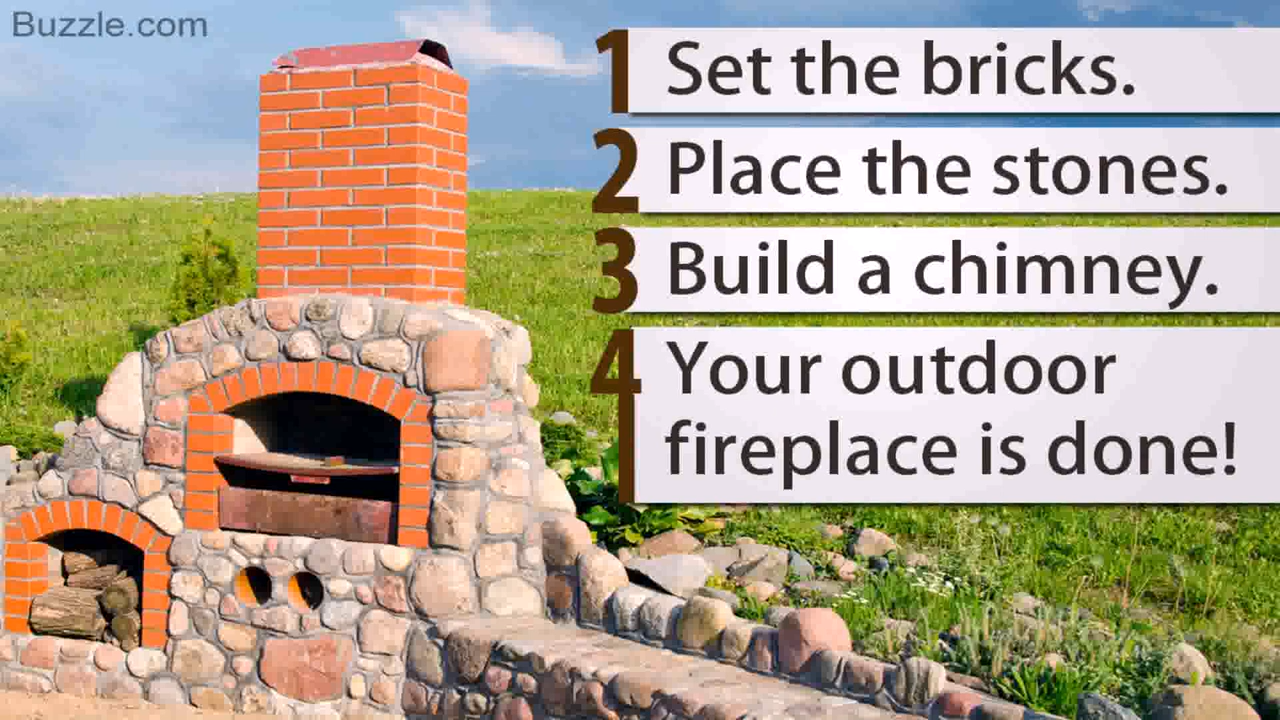 Buzzle.com
1 Set the bricks.
2 Place the stones.
3 Build a chimney.
4 Your outdoor
fireplace is done!